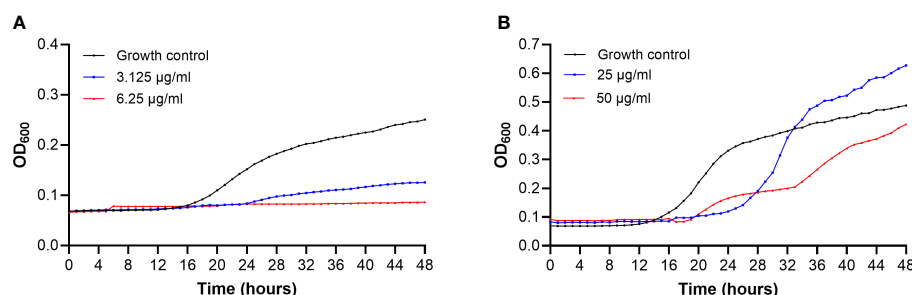 A
0.4
0.3
0.2
0.1
0.0
OD600
Growth control
3.125 µg/ml
6.25 µg/ml
0 4 8 12 16 20 24 28 32 36 40 44 48
Time (hours)
B
0.7
0.6
0.5
0.4
0.3
0.2
0.1
0.0
OD600
Growth control
25 µg/ml
50 µg/ml
0 4 8 12 16 20 24 28 32 36 40 44 48
Time (hours)